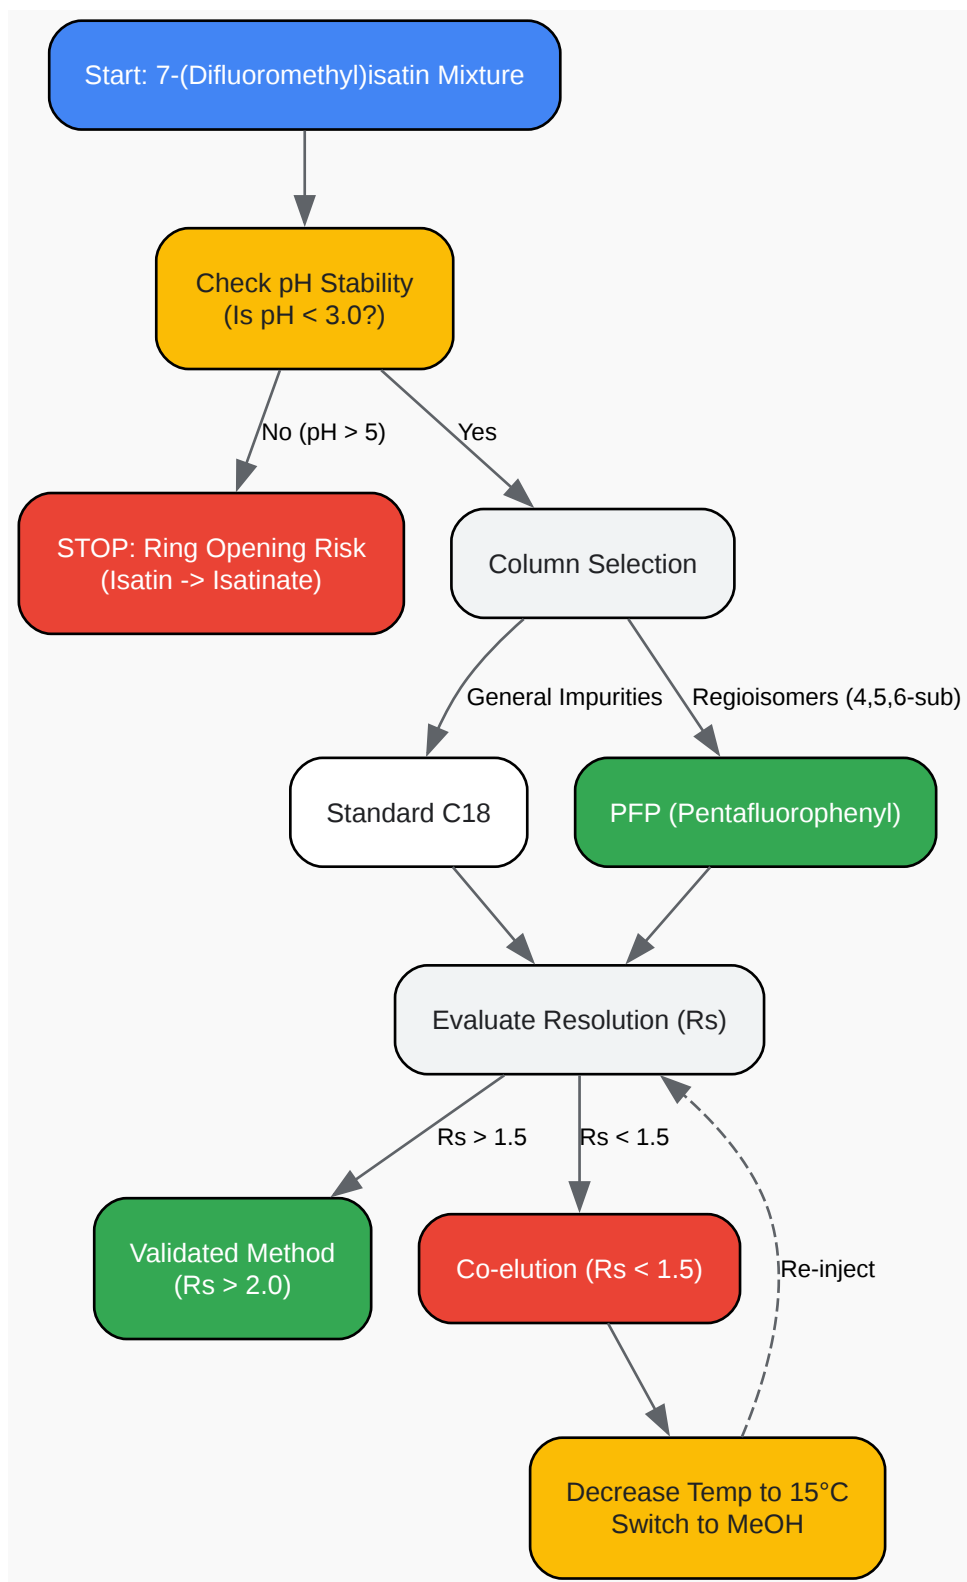 Start: 7-(Difluoromethyl)isatin Mixture
Check pH Stability
(Is pH < 3.0?)
No (pH > 5)
Yes
STOP: Ring Opening Risk
(Isatin -> Isatinate)
Column Selection
General Impurities
Regioisomers (4,5,6-sub)
Standard C18
PFP (Pentafluorophenyl)
Evaluate Resolution (Rs)
Rs > 1.5
Rs < 1.5
Validated Method
(Rs > 2.0)
Co-elution (Rs < 1.5)
Re-inject
Decrease Temp to 15°C
Switch to MeOH